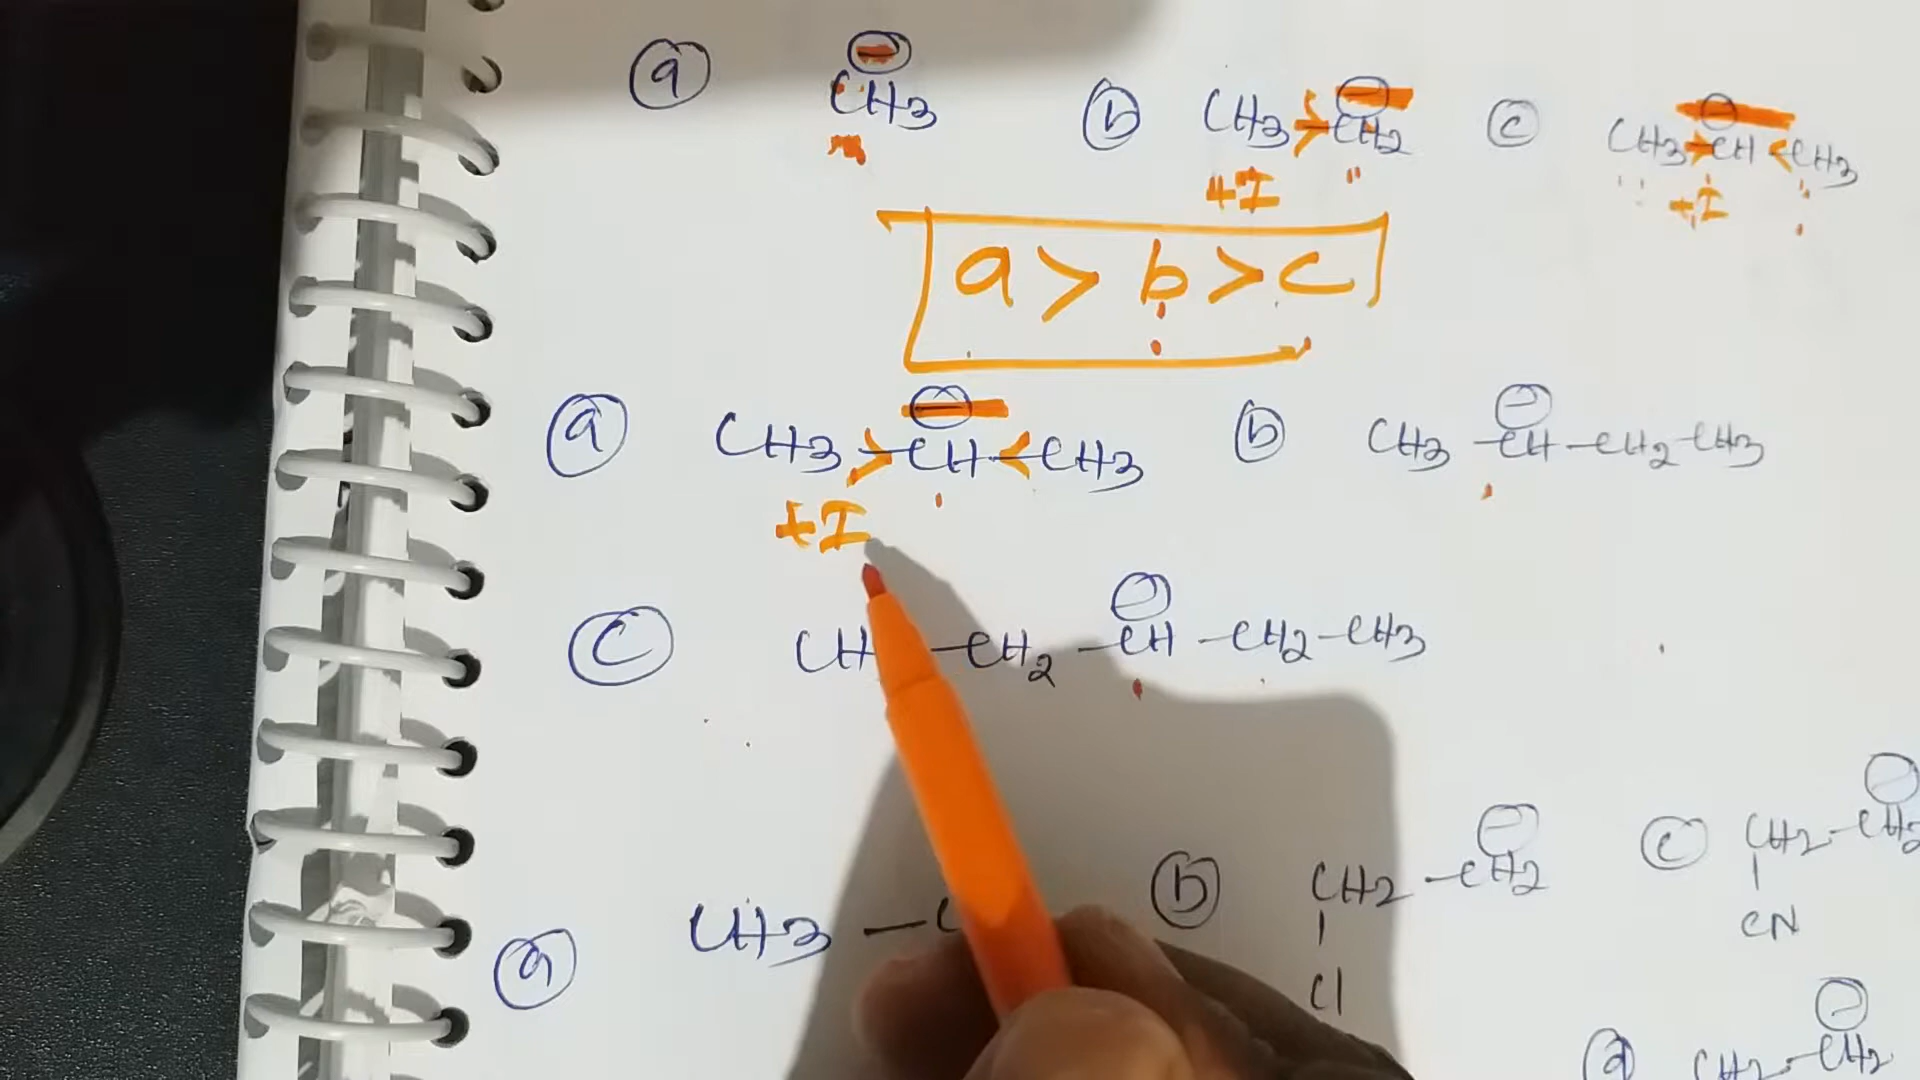 a ⊖ CH3 b ⊖ CH3-CH2 c ⊖ CH3-CH-CH3
+I +I
a > b > c
a ⊖ CH3-CH-CH3 b ⊖ CH3-CH-CH2-CH3
+I
C ⊖ CH -CH2-CH-CH2-CH3
a CH3- b ⊖ CH2-CH2 Cl c ⊖ CH2-CH2 CN
d ⊖ CH2-CH2